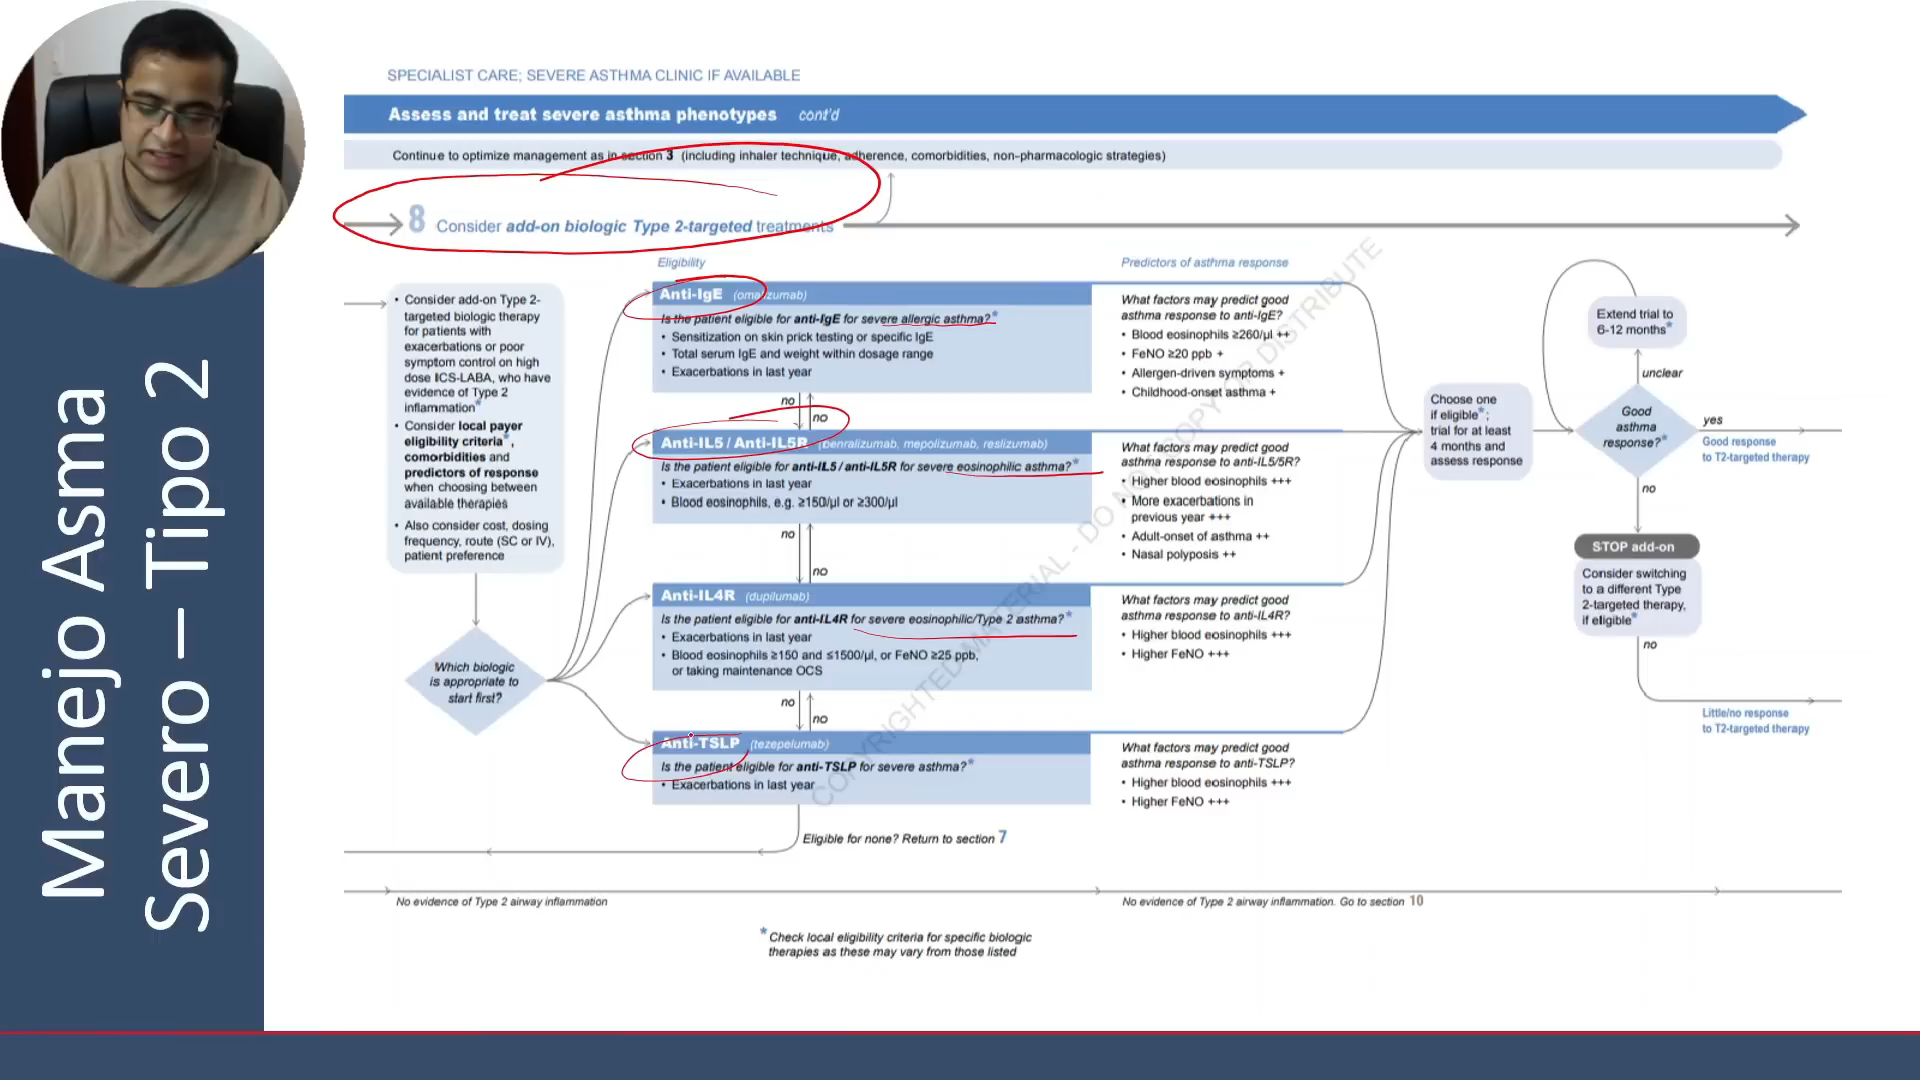 Manejo Asma
Severo – Tipo 2
SPECIALIST CARE; SEVERE ASTHMA CLINIC IF AVAILABLE
Assess and treat severe asthma phenotypes cont'd
Continue to optimize management as in section 3 (including inhaler technique, adherence, comorbidities, non-pharmacologic strategies)
8 Consider add-on biologic Type 2-targeted treatments
• Consider add-on Type 2-
targeted biologic therapy
for patients with
exacerbations or poor
symptom control on high
dose ICS-LABA, who have
evidence of Type 2
inflammation*
• Consider local payer
eligibility criteria*,
comorbidities and
predictors of response
when choosing between
available therapies
• Also consider cost, dosing
frequency, route (SC or IV),
patient preference
Which biologic
is appropriate to
start first?
Eligibility
Anti-IgE (omalizumab)
Is the patient eligible for anti-IgE for severe allergic asthma?*
• Sensitization on skin prick testing or specific IgE
• Total serum IgE and weight within dosage range
• Exacerbations in last year
no
no
Anti-IL5 / Anti-IL5R (benralizumab, mepolizumab, reslizumab)
Is the patient eligible for anti-IL5 / anti-IL5R for severe eosinophilic asthma?*
• Exacerbations in last year
• Blood eosinophils, e.g. ≥150/µl or ≥300/µl
no
no
Anti-IL4R (dupilumab)
Is the patient eligible for anti-IL4R for severe eosinophilic/Type 2 asthma?*
• Exacerbations in last year
• Blood eosinophils ≥150 and ≤1500/µl, or FeNO ≥25 ppb,
or taking maintenance OCS
no
no
Anti-TSLP (tezepelumab)
Is the patient eligible for anti-TSLP for severe asthma?*
• Exacerbations in last year
Eligible for none? Return to section 7
Predictors of asthma response
What factors may predict good
asthma response to anti-IgE?
• Blood eosinophils ≥260/µl ++
• FeNO ≥20 ppb +
• Allergen-driven symptoms +
• Childhood-onset asthma +
What factors may predict good
asthma response to anti-IL5/5R?
• Higher blood eosinophils +++
• More exacerbations in
previous year +++
• Adult-onset of asthma ++
• Nasal polyposis ++
What factors may predict good
asthma response to anti-IL4R?
• Higher blood eosinophils +++
• Higher FeNO +++
What factors may predict good
asthma response to anti-TSLP?
• Higher blood eosinophils +++
• Higher FeNO +++
Choose one
if eligible*;
trial for at least
4 months and
assess response
Extend trial to
6-12 months*
unclear
Good
asthma
response?*
yes
Good response
to T2-targeted therapy
no
STOP add-on
Consider switching
to a different Type
2-targeted therapy,
if eligible*
no
Little/no response
to T2-targeted therapy
No evidence of Type 2 airway inflammation
No evidence of Type 2 airway inflammation. Go to section 10
* Check local eligibility criteria for specific biologic
therapies as these may vary from those listed
COPYRIGHTED MATERIAL - DO NOT COPY OR DISTRIBUTE